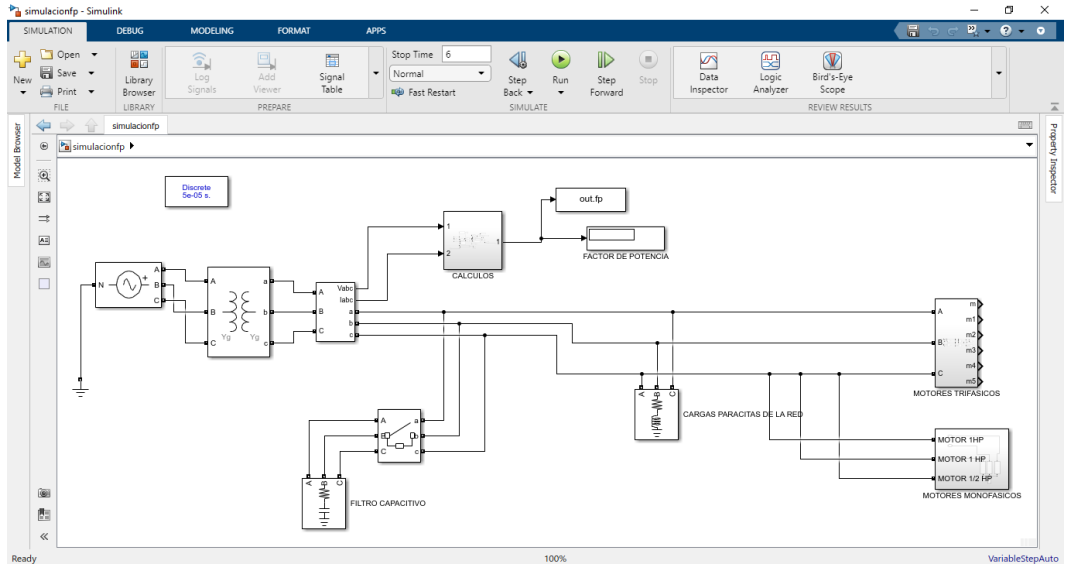 simulacionfp - Simulink
SIMULATION DEBUG MODELING FORMAT APPS
New
Open
Save
Print
FILE
Library
Browser
LIBRARY
Log
Signals
Add
Viewer
Signal
Table
PREPARE
Stop Time 6
Normal
Fast Restart
Step
Back
Run
Step
Forward
Stop
SIMULATE
Data
Inspector
Logic
Analyzer
Bird's-Eye
Scope
REVIEW RESULTS
simulacionfp
simulacionfp
Model Browser
Property Inspector
Discrete
5e-05 s.
out.fp
1
2
1
CALCULOS
FACTOR DE POTENCIA
N
A
B
C
A
B
C
a
b
c
Yg
Yg
A
B
C
Vabc
Iabc
a
b
c
A
B
C
m
m1
m2
m3
m4
m5
MOTORES TRIFASICOS
A
B
C
CARGAS PARACITAS DE LA RED
A
B
C
a
b
c
A
B
C
FILTRO CAPACITIVO
MOTOR 1HP
MOTOR 1 HP
MOTOR 1/2 HP
MOTORES MONOFASICOS
Ready
100%
VariableStepAuto